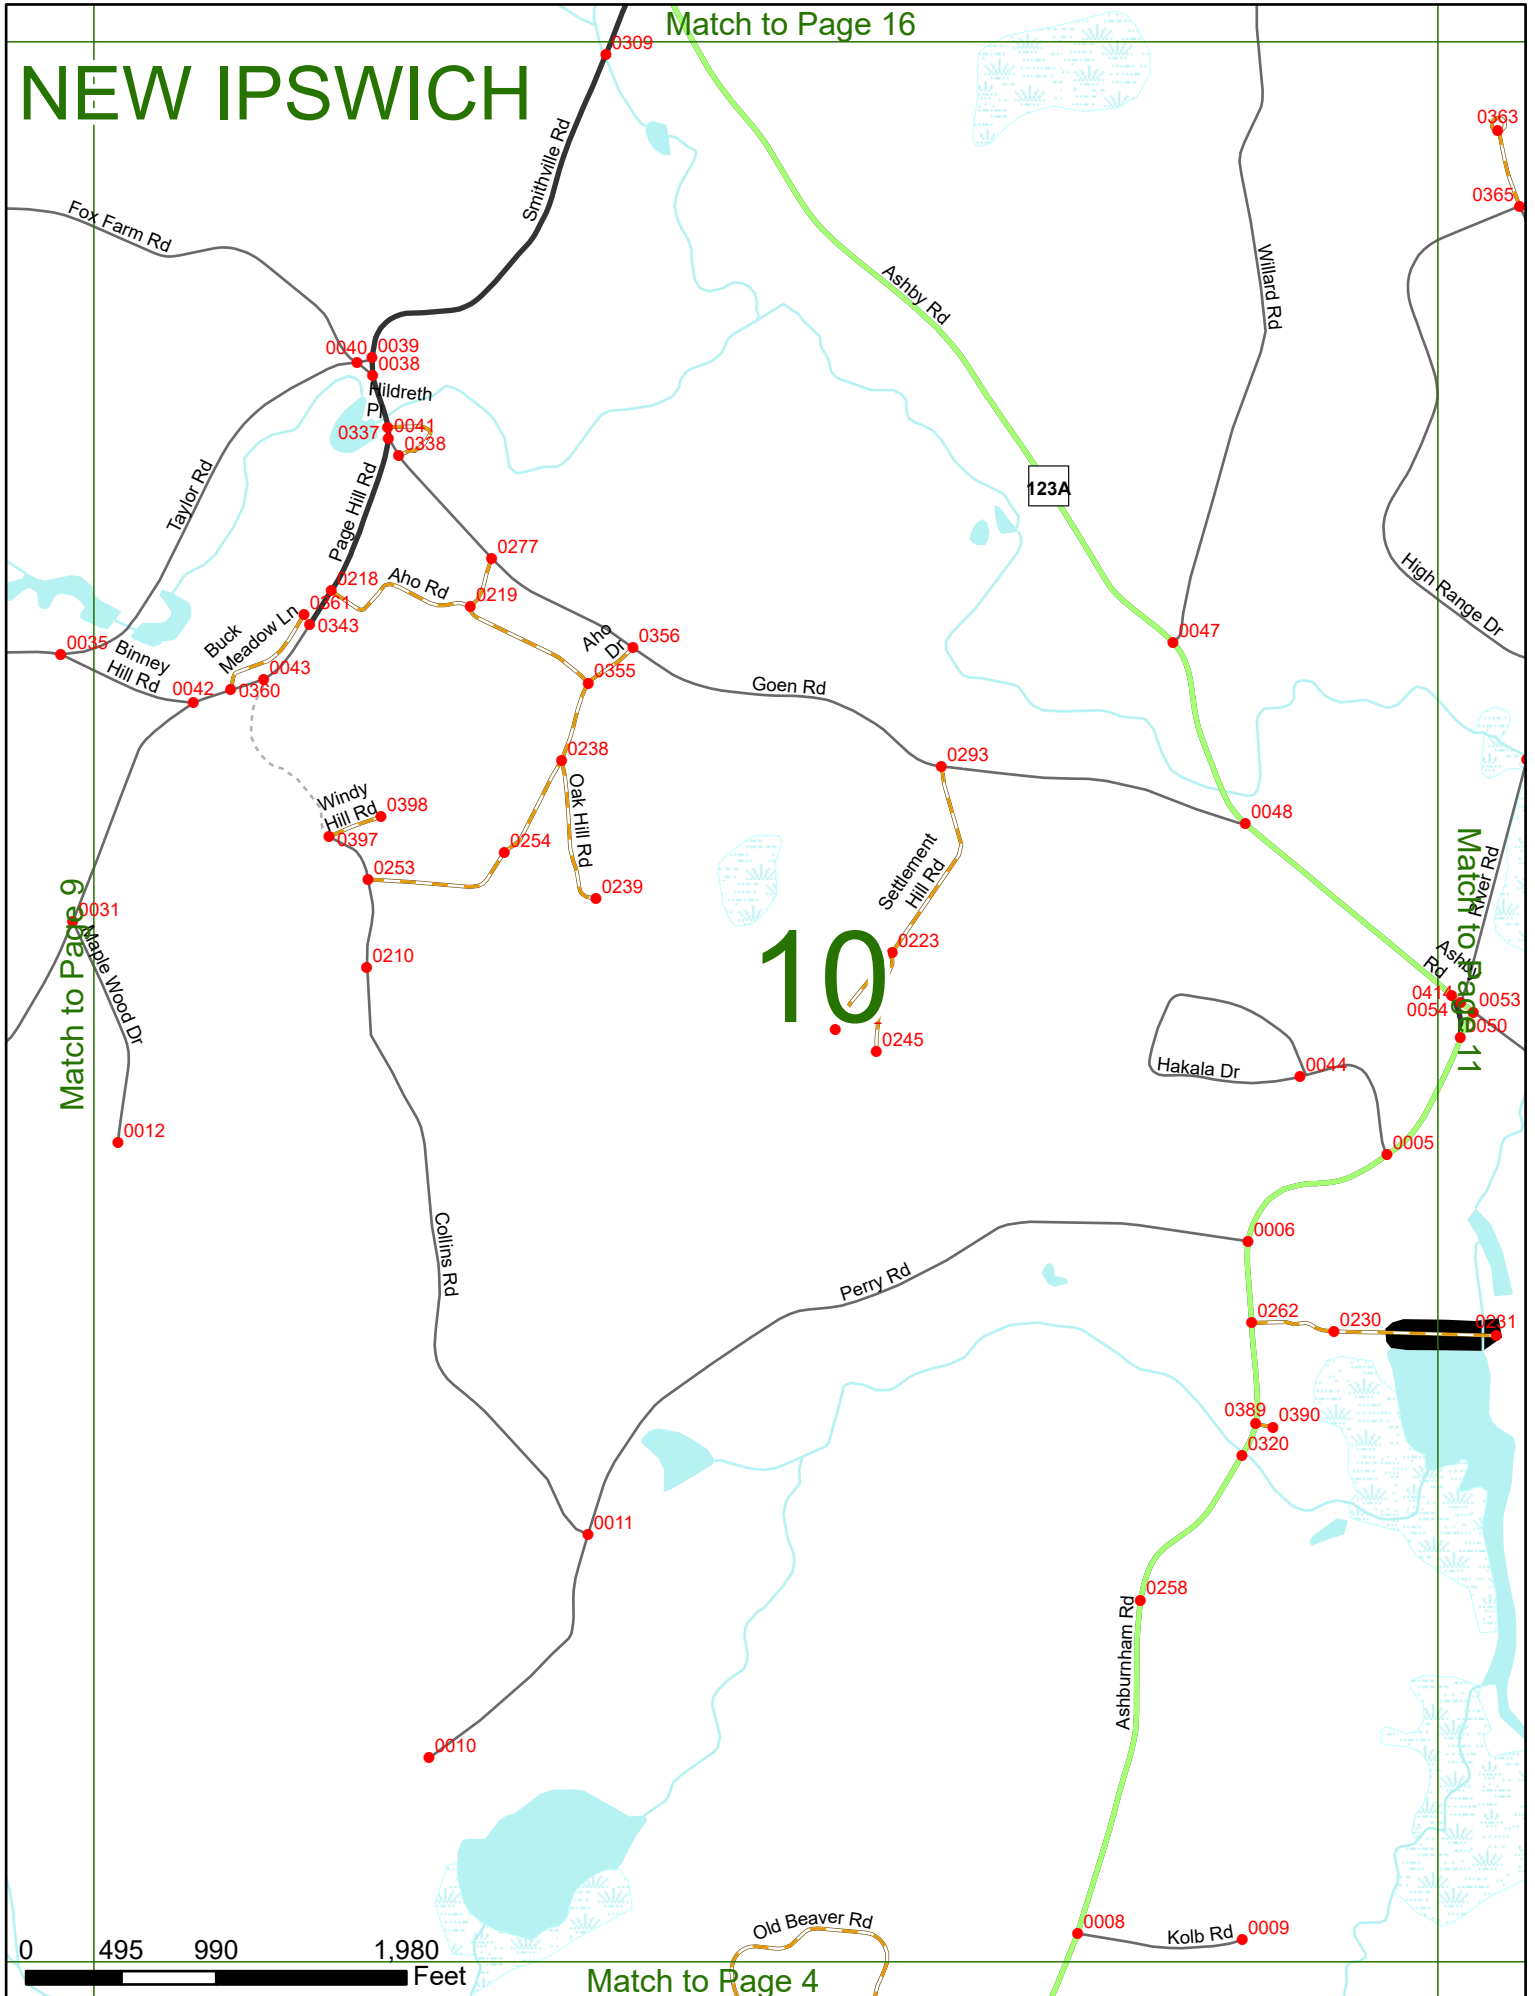 Match to Page 16
NEW IPSWICH
0309
0363
0365
Smithville Rd
Fox Farm Rd
Ashby Rd
Willard Rd
0040
0039
0038
Hildreth
Pl
0041
0337
0338
123A
Taylor Rd
Page Hill Rd
0277
0218
Aho Rd
0219
High Range Dr
0361
0343
Buck
Meadow Ln
0035
Binney
Hill Rd
0043
0042
0360
Aho
Dr
0356
0355
0047
Goen Rd
0238
0293
Windy
Hill Rd
0398
0397
Oak Hill Rd
0048
0254
0253
0239
Settlement
Hill Rd
River Rd
Match to Page 9
0031
Maple Wood Dr
0210
10
0223
0245
Ashby
Rd
Match to Page 11
0414
0053
0054
0050
Hakala Dr
0044
0012
0005
Collins Rd
0006
Perry Rd
0262
0230
0231
0389
0390
0320
0011
0258
Ashburnham Rd
0010
Old Beaver Rd
0008
Kolb Rd
0009
0 495 990 1,980
Feet
Match to Page 4